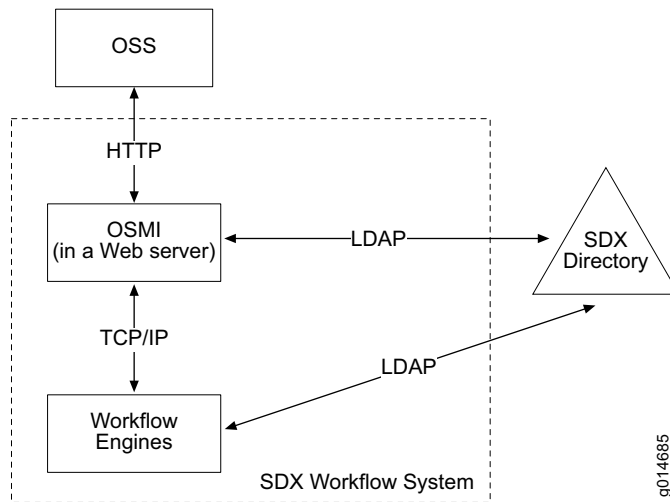 OSS
HTTP
OSMI
(in a Web server)
LDAP
SDX
Directory
TCP/IP
LDAP
Workflow
Engines
SDX Workflow System
g014685